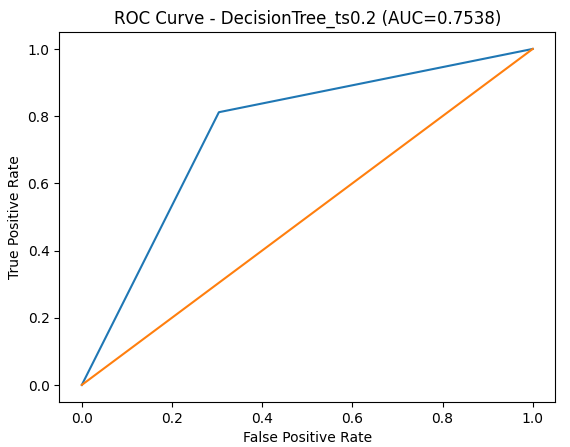 ROC Curve - DecisionTree_ts0.2 (AUC=0.7538)
True Positive Rate
1.0
0.8
0.6
0.4
0.2
0.0
0.0 0.2 0.4 0.6 0.8 1.0
False Positive Rate